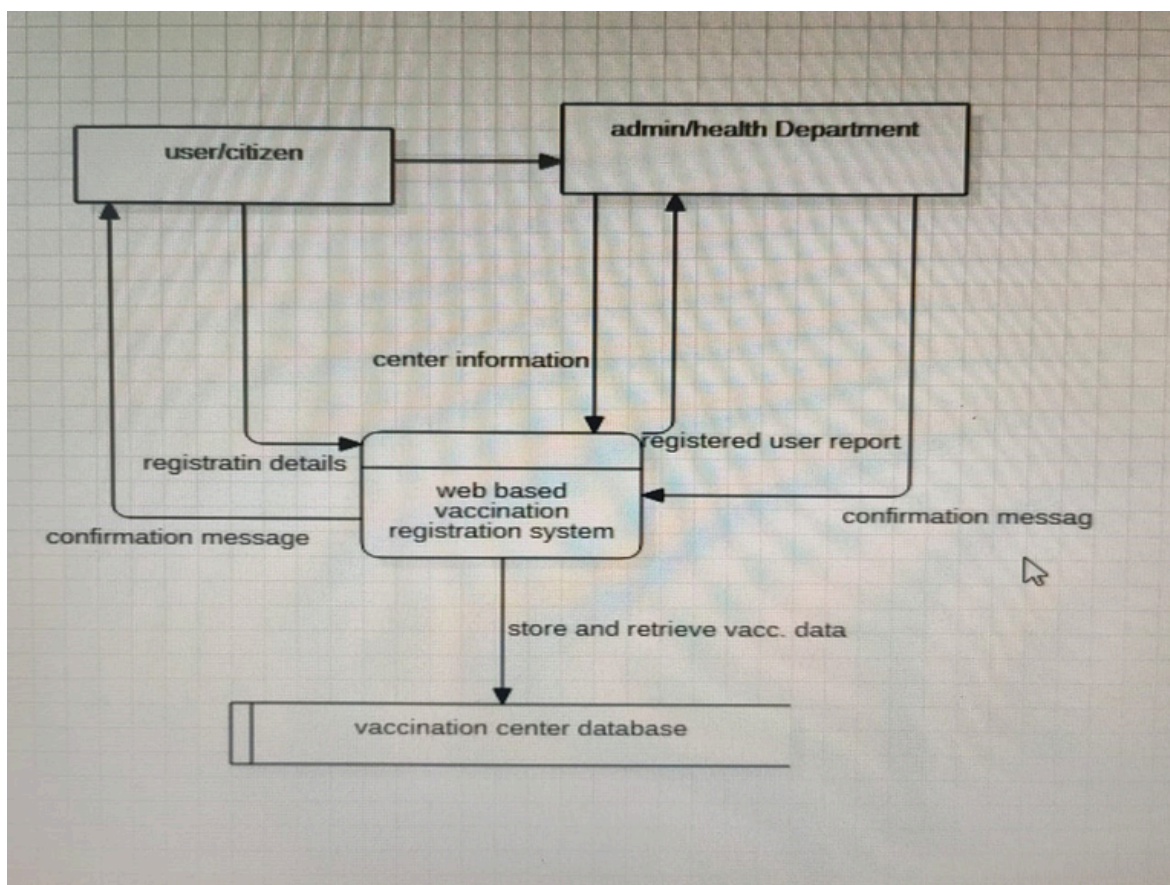 user/citizen
admin/health Department
center information
registered user report
registratin details
web based
vaccination
registration system
confirmation messag
confirmation message
store and retrieve vacc. data
vaccination center database